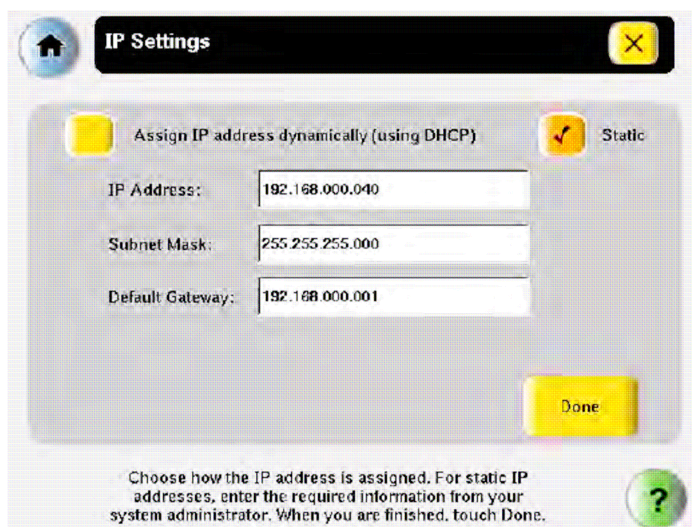 IP Settings
Assign IP address dynamically (using DHCP)
Static
IP Address:
192.168.000.040
Subnet Mask:
255.255.255.000
Default Gateway:
192.168.000.001
Done
Choose how the IP address is assigned. For static IP
addresses, enter the required information from your
system administrator. When you are finished, touch Done.
?